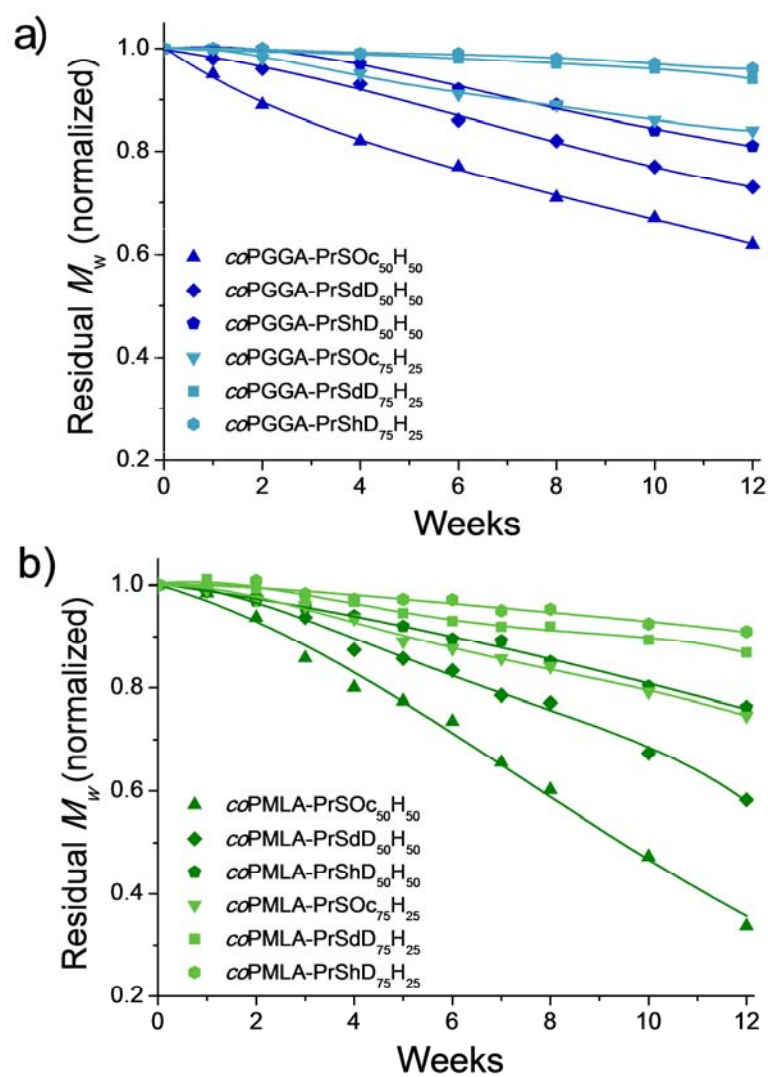 a)
Residual Mw (normalized)
1.0
0.8
0.6
0.4
0.2
coPGGA-PrSOc50H50
coPGGA-PrSdD50H50
coPGGA-PrShD50H50
coPGGA-PrSOc75H25
coPGGA-PrSdD75H25
coPGGA-PrShD75H25
0 2 4 6 8 10 12
Weeks
b)
Residual Mw (normalized)
1.0
0.8
0.6
0.4
0.2
coPMLA-PrSOc50H50
coPMLA-PrSdD50H50
coPMLA-PrShD50H50
coPMLA-PrSOc75H25
coPMLA-PrSdD75H25
coPMLA-PrShD75H25
0 2 4 6 8 10 12
Weeks